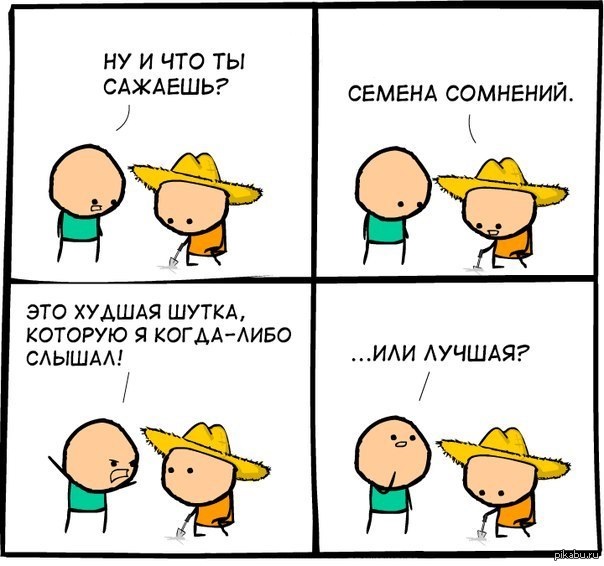 НУ И ЧТО ТЫ
САЖАЕШЬ?
СЕМЕНА СОМНЕНИЙ.
ЭТО ХУДШАЯ ШУТКА,
КОТОРУЮ Я КОГДА-ЛИБО
СЛЫШАЛ!
...ИЛИ ЛУЧШАЯ?
pikabu.ru